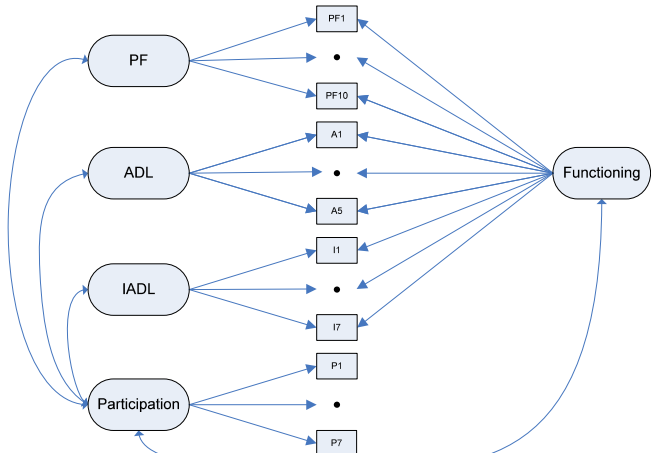 PF1
PF
PF10
A1
ADL
Functioning
A5
I1
IADL
I7
P1
Participation
P7